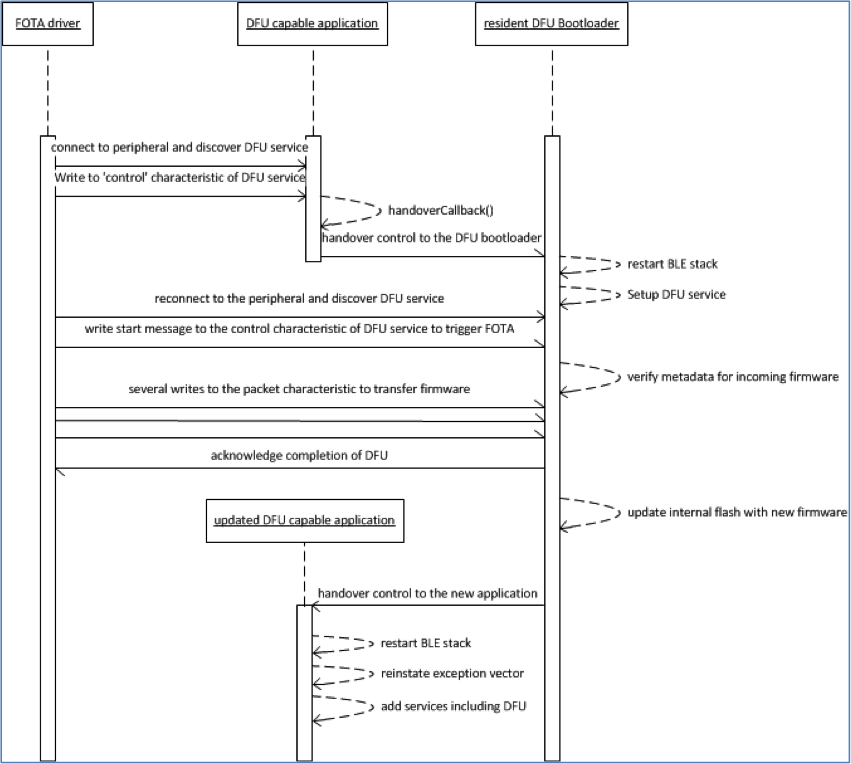 FOTA driver
DFU capable application
resident DFU Bootloader
connect to peripheral and discover DFU service
Write to 'control' characteristic of DFU service
handoverCallback()
handover control to the DFU bootloader
restart BLE stack
Setup DFU service
reconnect to the peripheral and discover DFU service
write start message to the control characteristic of DFU service to trigger FOTA
verify metadata for incoming firmware
several writes to the packet characteristic to transfer firmware
acknowledge completion of DFU
update internal flash with new firmware
updated DFU capable application
handover control to the new application
restart BLE stack
reinstate exception vector
add services including DFU